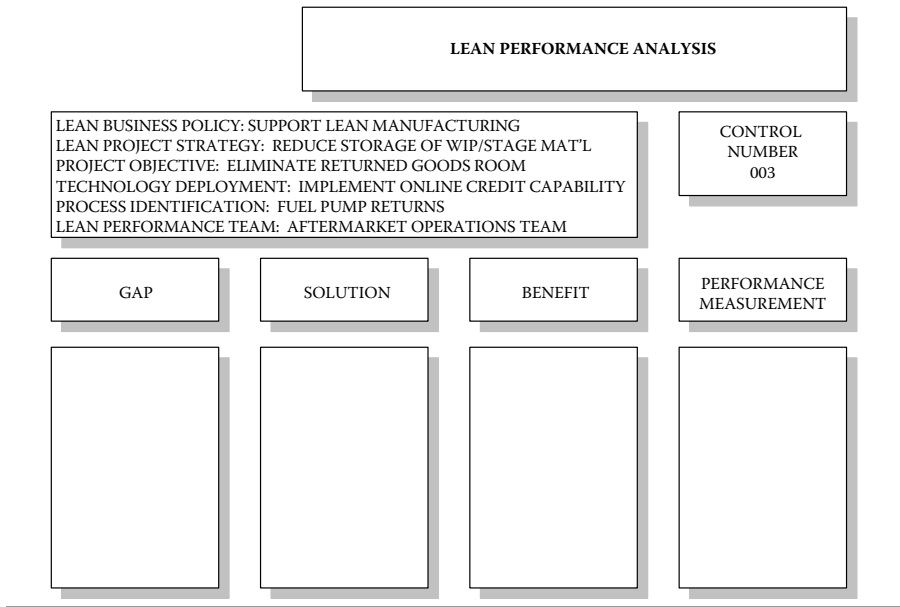 LEAN PERFORMANCE ANALYSIS
LEAN BUSINESS POLICY: SUPPORT LEAN MANUFACTURING
LEAN PROJECT STRATEGY: REDUCE STORAGE OF WIP/STAGE MAT'L
PROJECT OBJECTIVE: ELIMINATE RETURNED GOODS ROOM
TECHNOLOGY DEPLOYMENT: IMPLEMENT ONLINE CREDIT CAPABILITY
PROCESS IDENTIFICATION: FUEL PUMP RETURNS
LEAN PERFORMANCE TEAM: AFTERMARKET OPERATIONS TEAM
CONTROL
NUMBER
003
GAP
SOLUTION
BENEFIT
PERFORMANCE
MEASUREMENT